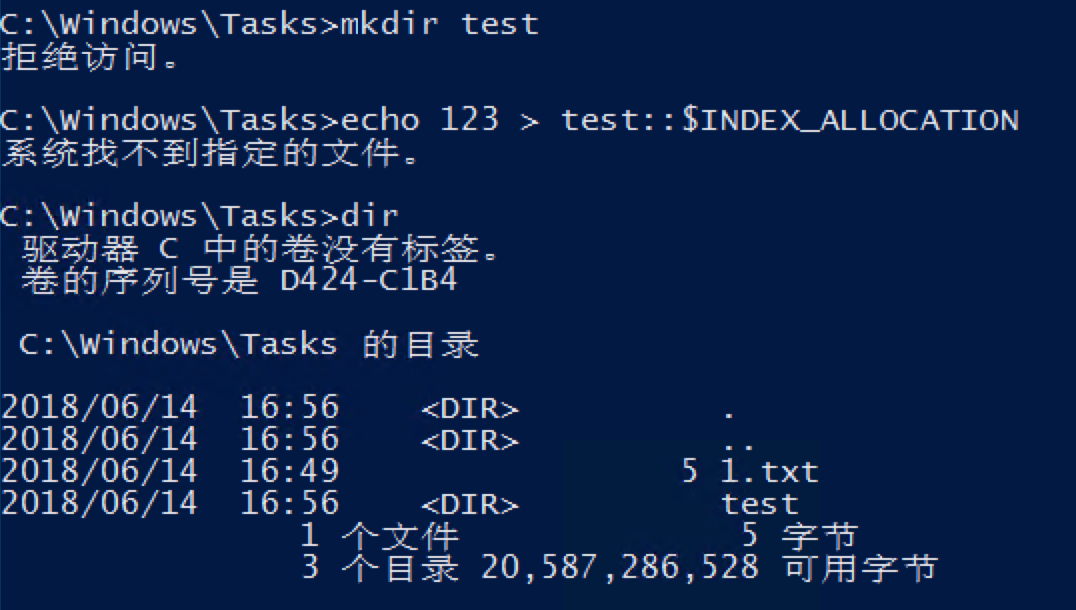 C:\Windows\Tasks>mkdir test
拒绝访问。
C:\Windows\Tasks>echo 123 > test::$INDEX_ALLOCATION
系统找不到指定的文件。
C:\Windows\Tasks>dir
驱动器 C 中的卷没有标签。
卷的序列号是 D424-C1B4
C:\Windows\Tasks 的目录
2018/06/14  16:56    <DIR>          .
2018/06/14  16:56    <DIR>          ..
2018/06/14  16:49                 5 1.txt
2018/06/14  16:56    <DIR>          test
1 个文件              5 字节
3 个目录 20,587,286,528 可用字节